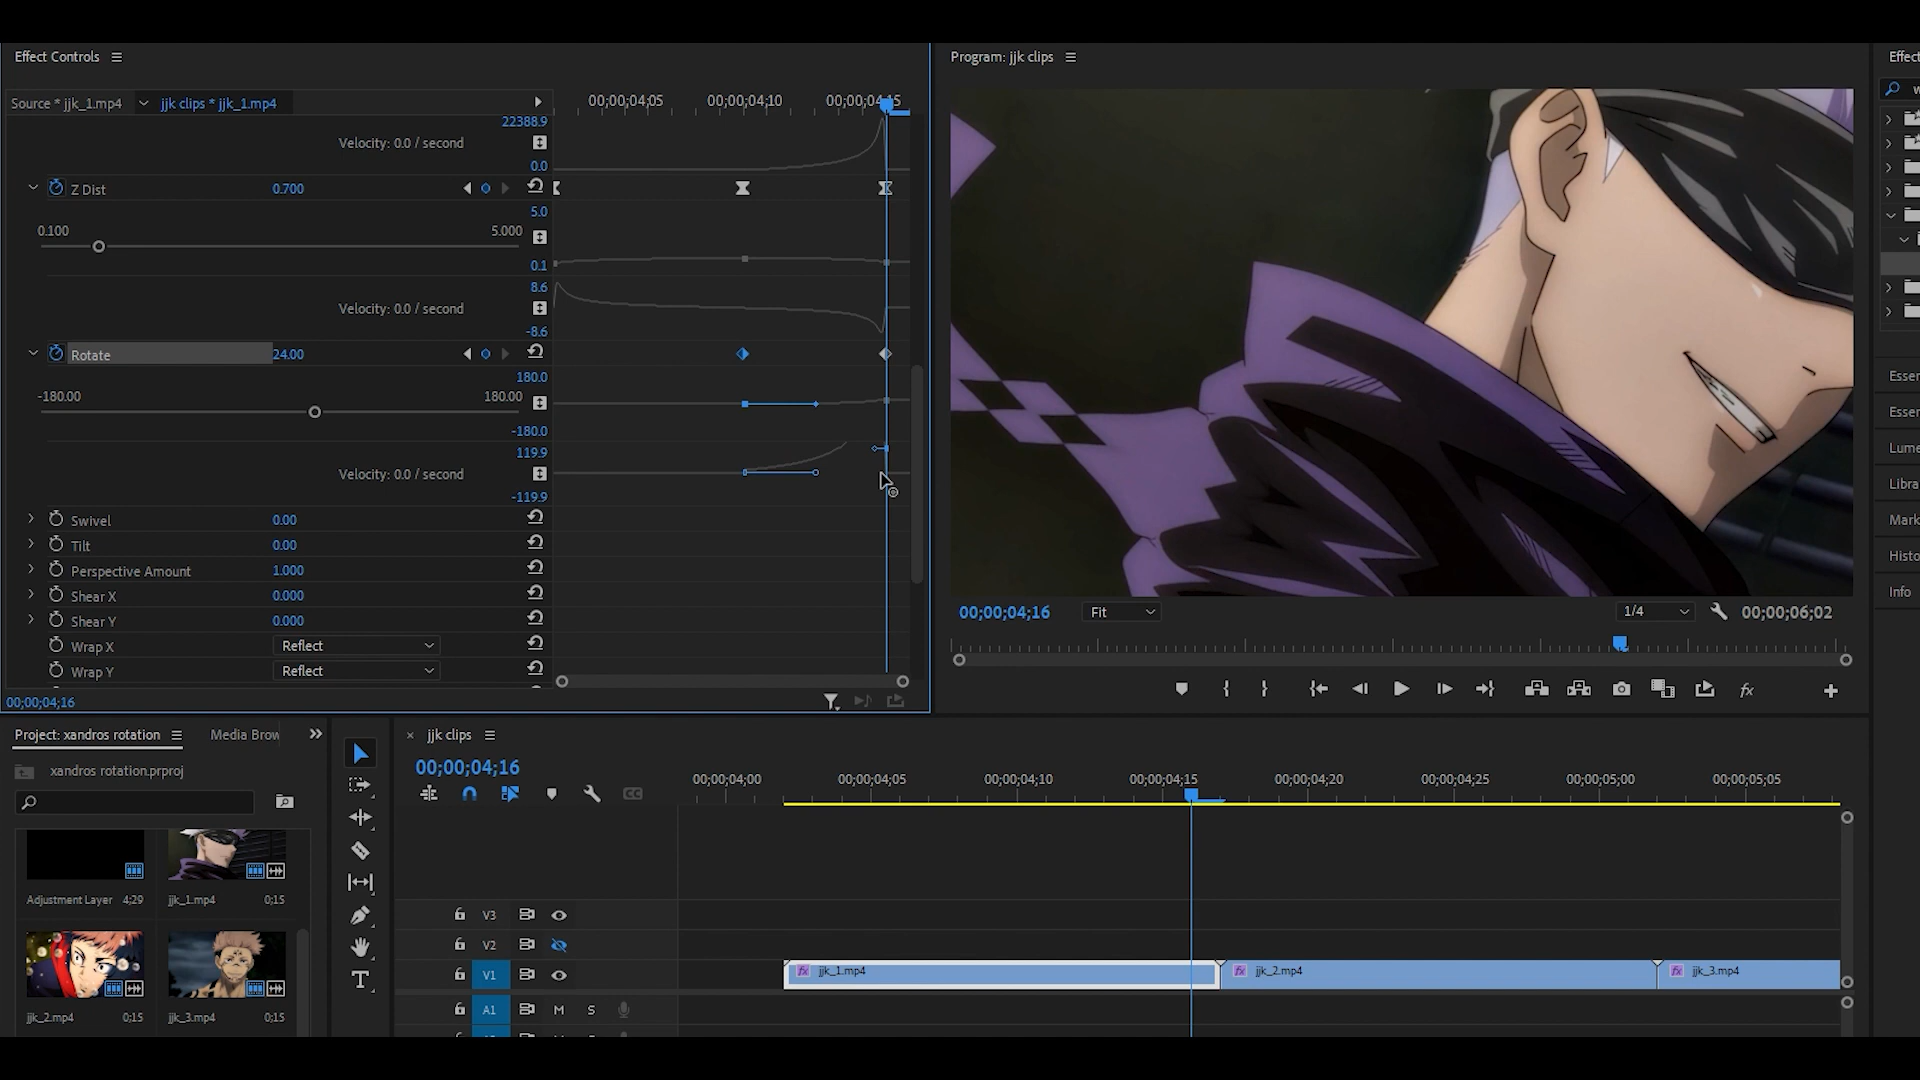 Effect Controls
Source * jjk_1.mp4
jjk clips * jjk_1.mp4
00;00;04;05
00;00;04;10
00;00;04;15
22388.9
Velocity: 0.0 / second
0.0
Z Dist
0.700
5.0
0.100
5.000
0.1
8.6
Velocity: 0.0 / second
-8.6
Rotate
24.00
180.0
-180.00
180.00
-180.0
119.9
Velocity: 0.0 / second
-119.9
Swivel
0.00
Tilt
0.00
Perspective Amount
1.000
Shear X
0.000
Shear Y
0.000
Wrap X
Reflect
Wrap Y
Reflect
00;00;04;16
Program: jjk clips
00;00;04;16
Fit
1/4
00;00;06;02
fx
Effect
w
Esser
Esser
Lume
Libra
Mark
Histo
Info
Project: xandros rotation
Media Brow
xandros rotation.prproj
Adjustment Layer
4;29
jjk_1.mp4
0;15
jjk_2.mp4
0;15
jjk_3.mp4
0;15
T
× jjk clips
00;00;04;16
CC
00;00;04;00
00;00;04;05
00;00;04;10
00;00;04;15
00;00;04;20
00;00;04;25
00;00;05;00
00;00;05;05
V3
V2
V1
fx jjk_1.mp4
fx jjk_2.mp4
fx jjk_3.mp4
A1
M
S